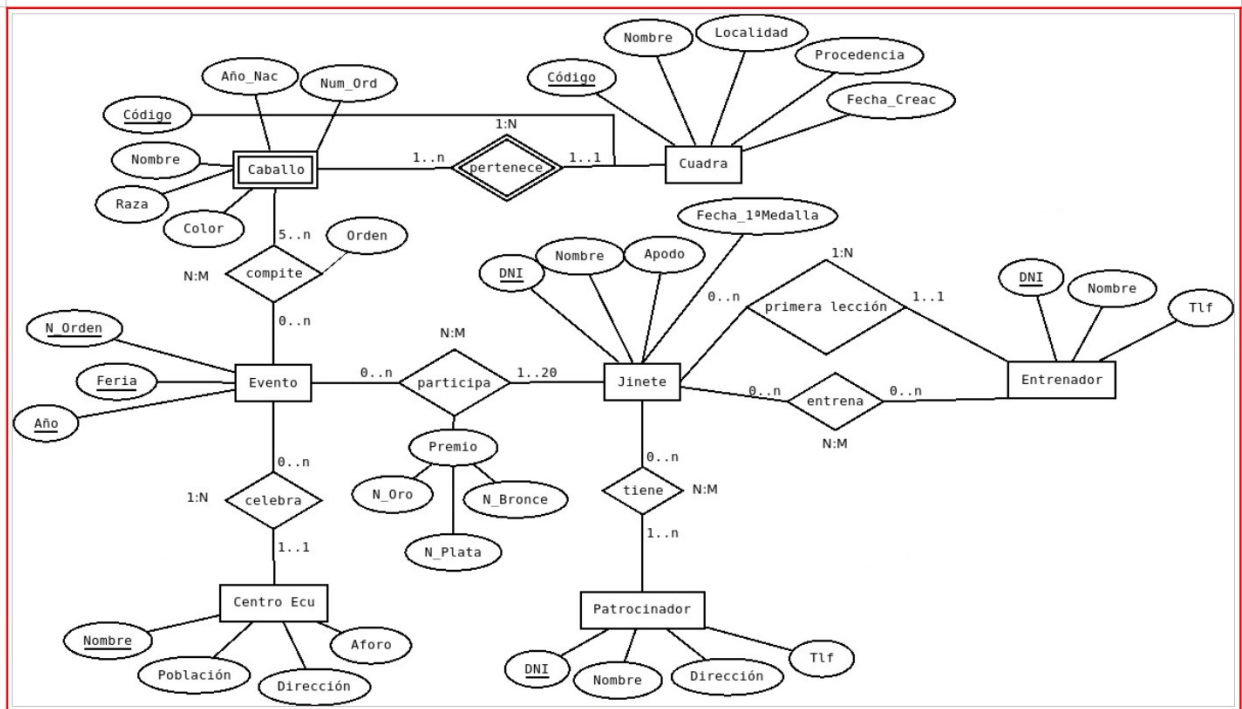 Nombre
Localidad
Procedencia
Código
Fecha_Creac
Año_Nac
Num_Ord
Código
1:N
Nombre
Caballo
1..n
pertenece
1..1
Cuadra
Raza
Color
5..n
Orden
N:M
compite
0..n
Fecha_1ªMedalla
DNI
Nombre
Apodo
0..n
1:N
primera lección
1..1
DNI
Nombre
Tlf
N_Orden
Feria
Año
Evento
0..n
N:M
participa
1..20
Jinete
0..n
entrena
0..n
N:M
Entrenador
Premio
N_Oro
N_Bronce
N_Plata
0..n
1:N
celebra
1..1
0..n
tiene
N:M
1..n
Centro Ecu
Nombre
Población
Dirección
Aforo
Patrocinador
DNI
Nombre
Dirección
Tlf